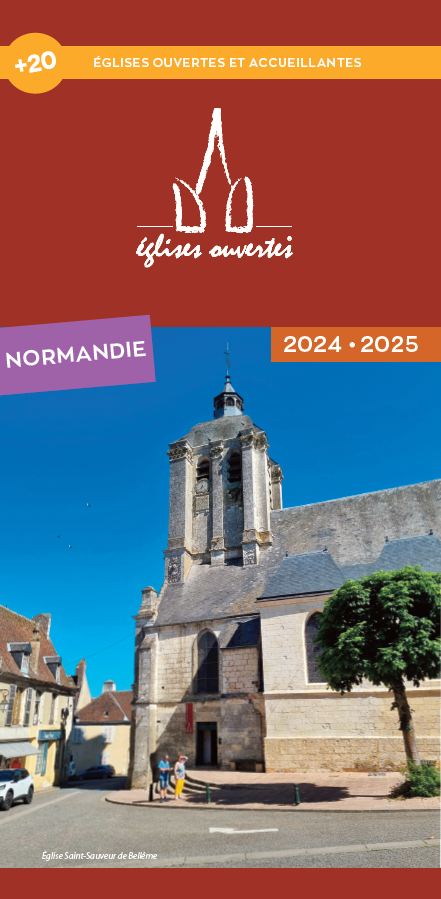 +20
ÉGLISES OUVERTES ET ACCUEILLANTES
églises ouvertes
NORMANDIE
2024 • 2025
Église Saint-Sauveur de Bellême